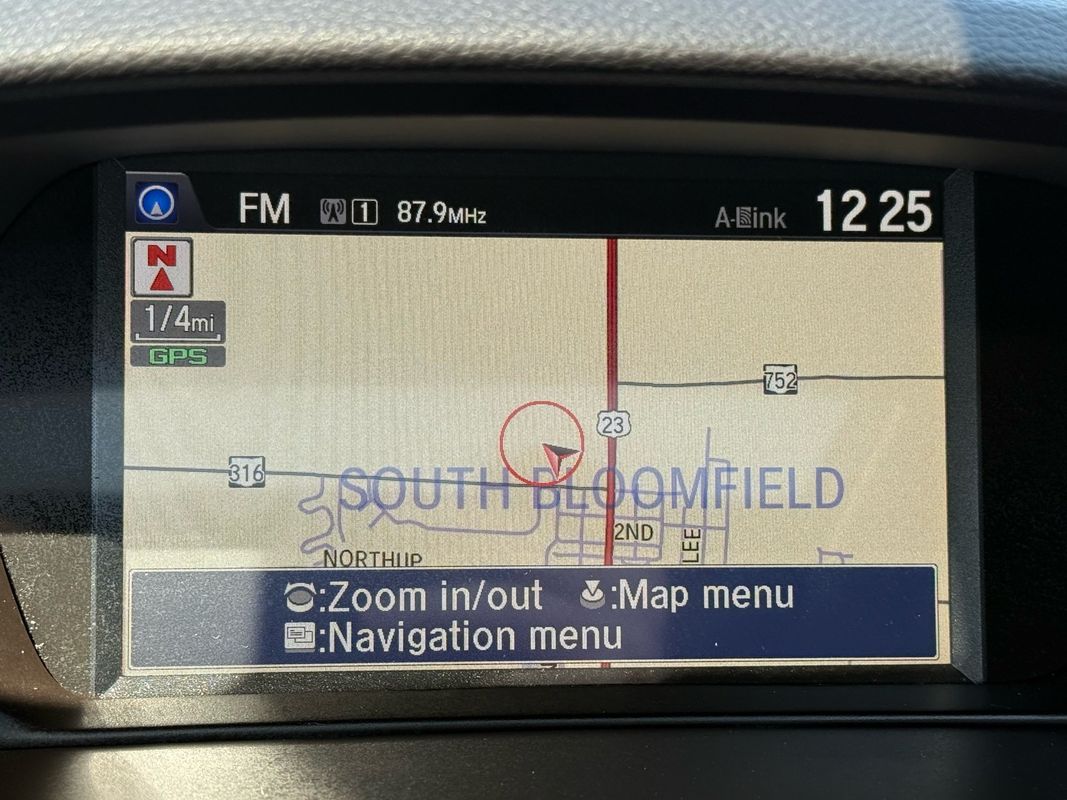 FM 1 87.9MHz A-Link 12 25
N
1/4mi
GPS
752
23
316
SOUTH BLOOMFIELD
2ND
LEE
NORTHUP
:Zoom in/out :Map menu
:Navigation menu